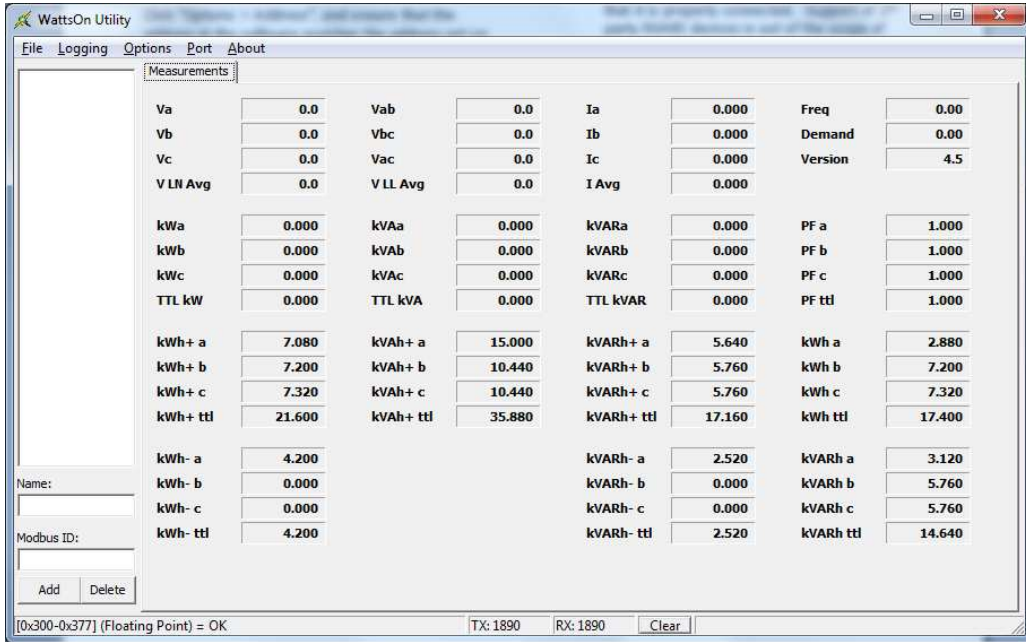 WattsOn Utility
File Logging Options Port About
Measurements
Va 0.0 Vab 0.0 Ia 0.000 Freq 0.00
Vb 0.0 Vbc 0.0 Ib 0.000 Demand 0.00
Vc 0.0 Vac 0.0 Ic 0.000 Version 4.5
V LN Avg 0.0 V LL Avg 0.0 I Avg 0.000
kWa 0.000 kVAa 0.000 kVARa 0.000 PF a 1.000
kWb 0.000 kVAb 0.000 kVARb 0.000 PF b 1.000
kWc 0.000 kVAc 0.000 kVARc 0.000 PF c 1.000
TTL kW 0.000 TTL kVA 0.000 TTL kVAR 0.000 PF ttl 1.000
kWh+ a 7.080 kVAh+ a 15.000 kVARh+ a 5.640 kWh a 2.880
kWh+ b 7.200 kVAh+ b 10.440 kVARh+ b 5.760 kWh b 7.200
kWh+ c 7.320 kVAh+ c 10.440 kVARh+ c 5.760 kWh c 7.320
kWh+ ttl 21.600 kVAh+ ttl 35.880 kVARh+ ttl 17.160 kWh ttl 17.400
kWh- a 4.200 kVARh- a 2.520 kVARh a 3.120
kWh- b 0.000 kVARh- b 0.000 kVARh b 5.760
kWh- c 0.000 kVARh- c 0.000 kVARh c 5.760
kWh- ttl 4.200 kVARh- ttl 2.520 kVARh ttl 14.640
Name:
Modbus ID:
Add Delete
[0x300-0x377] (Floating Point) = OK TX: 1890 RX: 1890 Clear